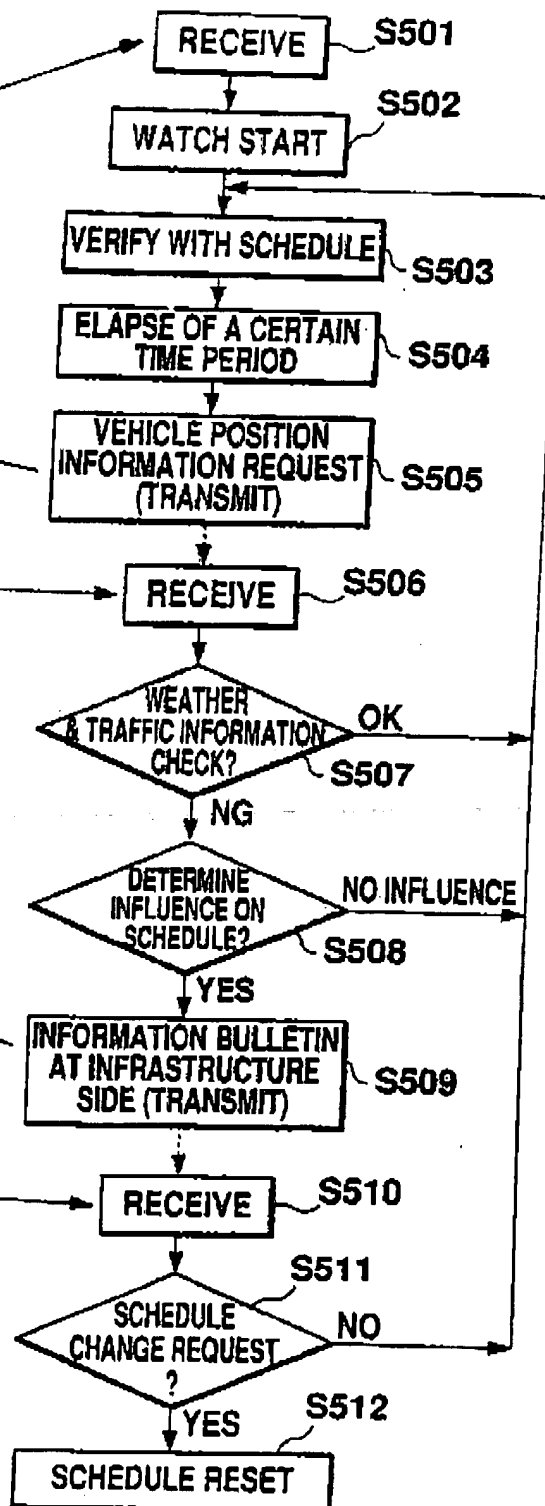 RECEIVE
S501
S502
WATCH START
VERIFY WITH SCHEDULE
S503
ELAPSE OF A CERTAIN
TIME PERIOD
S504
VEHICLE POSITION
INFORMATION REQUEST
(TRANSMIT)
S505
RECEIVE
S506
WEATHER
& TRAFFIC INFORMATION
CHECK?
OK
S507
NG
DETERMINE
INFLUENCE ON
SCHEDULE?
NO INFLUENCE
S508
YES
INFORMATION BULLETIN
AT INFRASTRUCTURE
SIDE (TRANSMIT)
S509
RECEIVE
S510
S511
SCHEDULE
CHANGE REQUEST
?
NO
YES
S512
SCHEDULE RESET